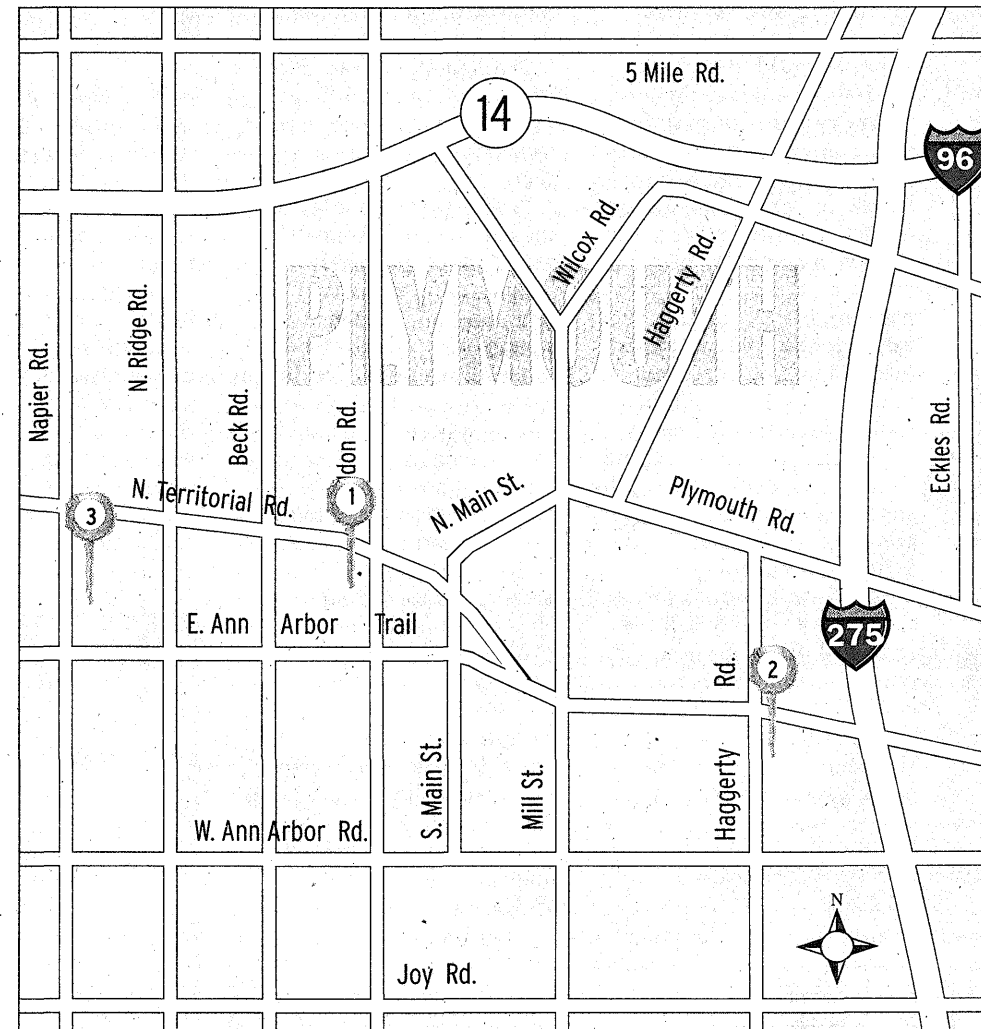 5 Mile Rd.
14
96
Wilcox Rd.
Haggerty Rd.
PLYMOUTH
N. Ridge Rd.
Napier Rd.
Beck Rd.
don Rd.
Eckles Rd.
1
N. Territorial Rd.
3
N. Main St.
Plymouth Rd.
E. Ann Arbor Trail
275
2
Haggerty Rd.
S. Main St.
Mill St.
W. Ann Arbor Rd.
N
Joy Rd.